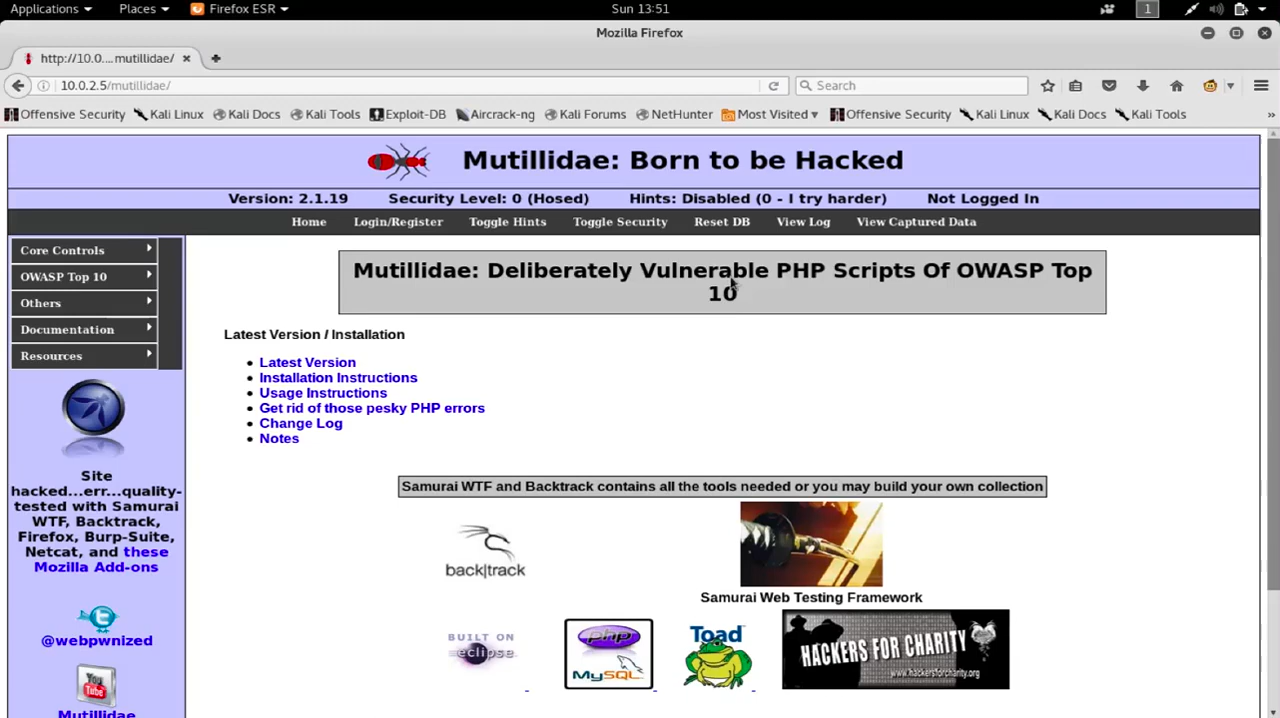 Applications Places Firefox ESR Sun 13:51 1
Mozilla Firefox
http://10.0....mutillidae/
10.0.2.5/mutillidae/ Search
Offensive Security Kali Linux Kali Docs Kali Tools Exploit-DB Aircrack-ng Kali Forums NetHunter Most Visited Offensive Security Kali Linux Kali Docs Kali Tools »
Mutillidae: Born to be Hacked
Version: 2.1.19 Security Level: 0 (Hosed) Hints: Disabled (0 - I try harder) Not Logged In
Home Login/Register Toggle Hints Toggle Security Reset DB View Log View Captured Data
Core Controls
OWASP Top 10
Others
Documentation
Resources
Site
hacked...err...quality-
tested with Samurai
WTF, Backtrack,
Firefox, Burp-Suite,
Netcat, and these
Mozilla Add-ons
@webpwnized
You
Tube
Mutillidae
Mutillidae: Deliberately Vulnerable PHP Scripts Of OWASP Top
10
Latest Version / Installation
Latest Version
Installation Instructions
Usage Instructions
Get rid of those pesky PHP errors
Change Log
Notes
Samurai WTF and Backtrack contains all the tools needed or you may build your own collection
back|track
Samurai Web Testing Framework
BUILT ON
eclipse
php
MySQL
Toad
HACKERS FOR CHARITY
www.hackersforcharity.org